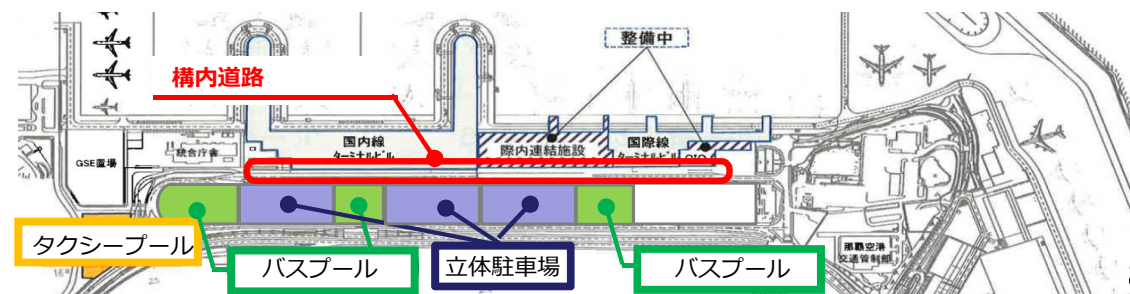 整備中
構内道路
国内線
ターミナルビル
際内連結施設
国際線
ターミナルビル
CIQ
GSE置場
統合庁舎
タクシープール
バスプール
立体駐車場
バスプール
那覇空港
交通管制部